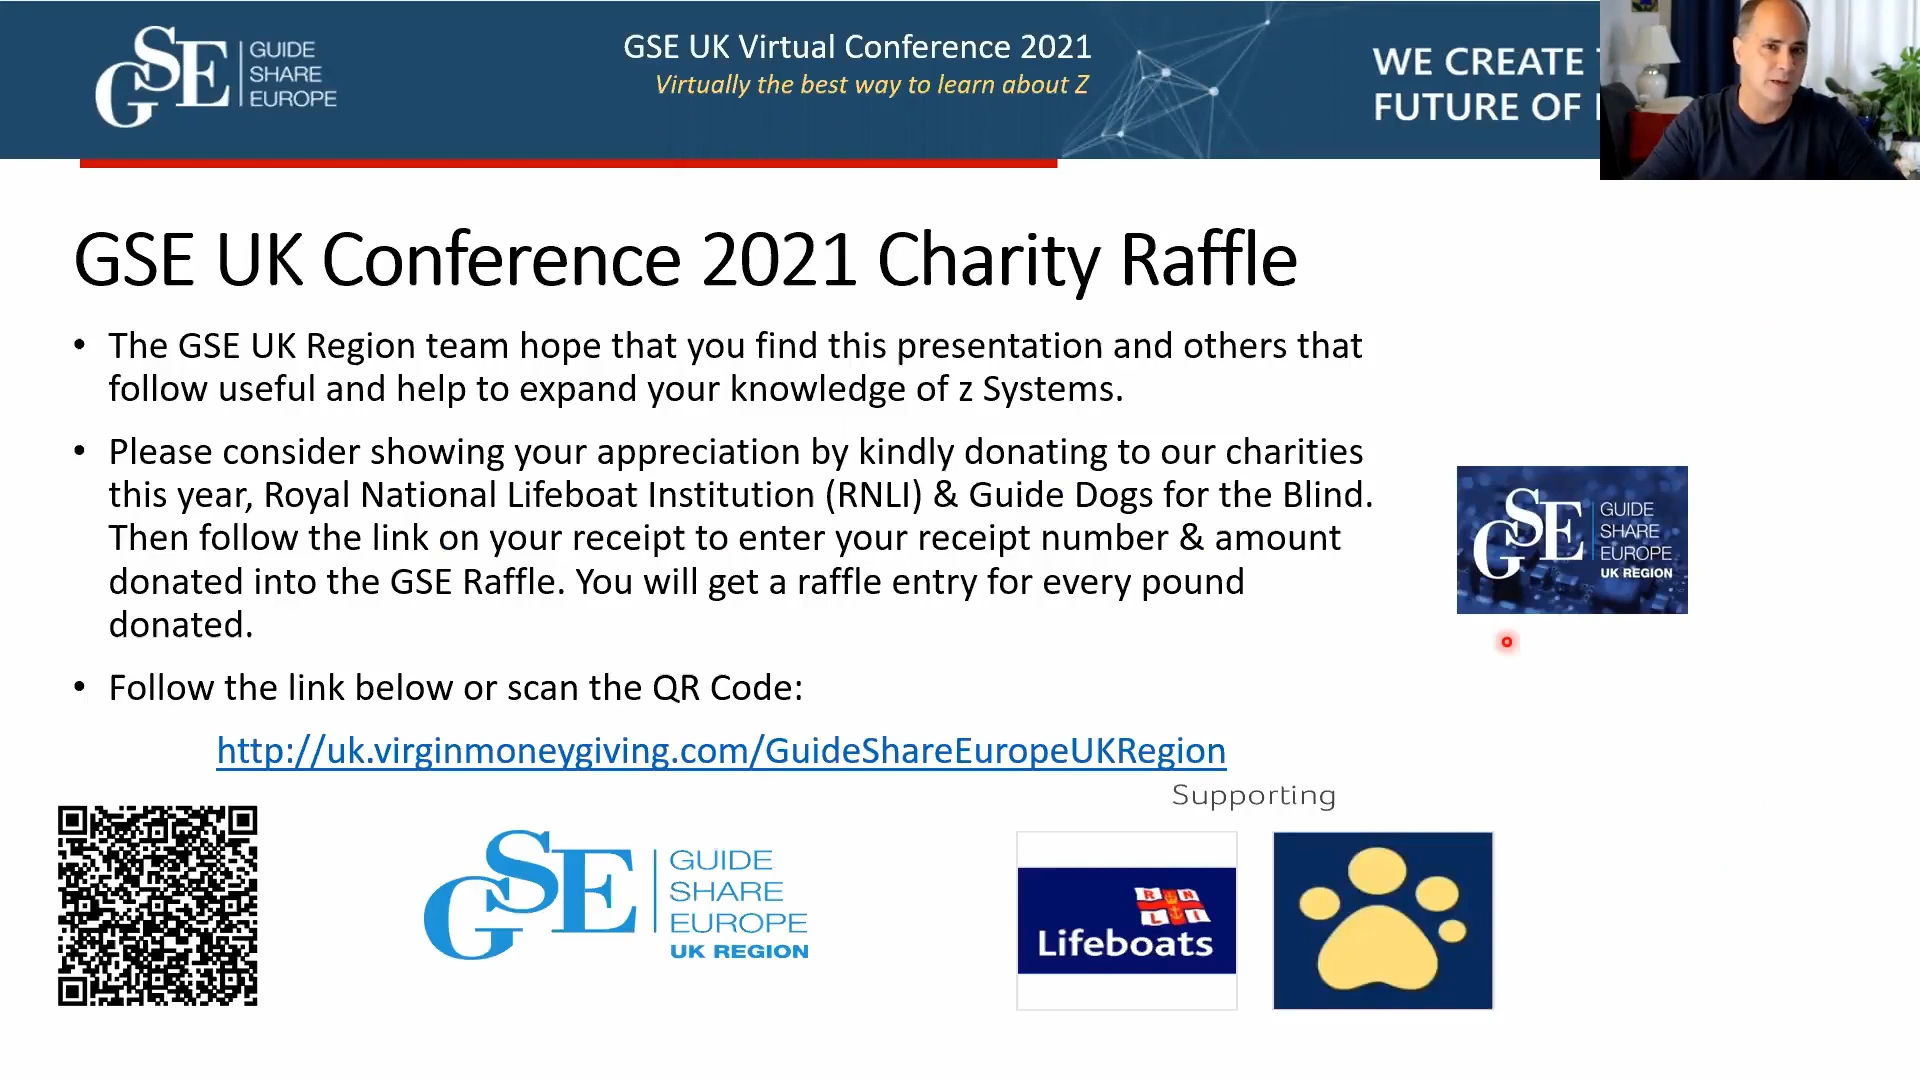 GSE
GUIDE
SHARE
EUROPE
GSE UK Virtual Conference 2021
Virtually the best way to learn about Z
WE CREATE
FUTURE OF
GSE UK Conference 2021 Charity Raffle
• The GSE UK Region team hope that you find this presentation and others that
follow useful and help to expand your knowledge of z Systems.
• Please consider showing your appreciation by kindly donating to our charities
this year, Royal National Lifeboat Institution (RNLI) & Guide Dogs for the Blind.
Then follow the link on your receipt to enter your receipt number & amount
donated into the GSE Raffle. You will get a raffle entry for every pound
donated.
GSE
GUIDE
SHARE
EUROPE
UK REGION
• Follow the link below or scan the QR Code:
http://uk.virginmoneygiving.com/GuideShareEuropeUKRegion
Supporting
GSE
GUIDE
SHARE
EUROPE
UK REGION
RNLI
Lifeboats